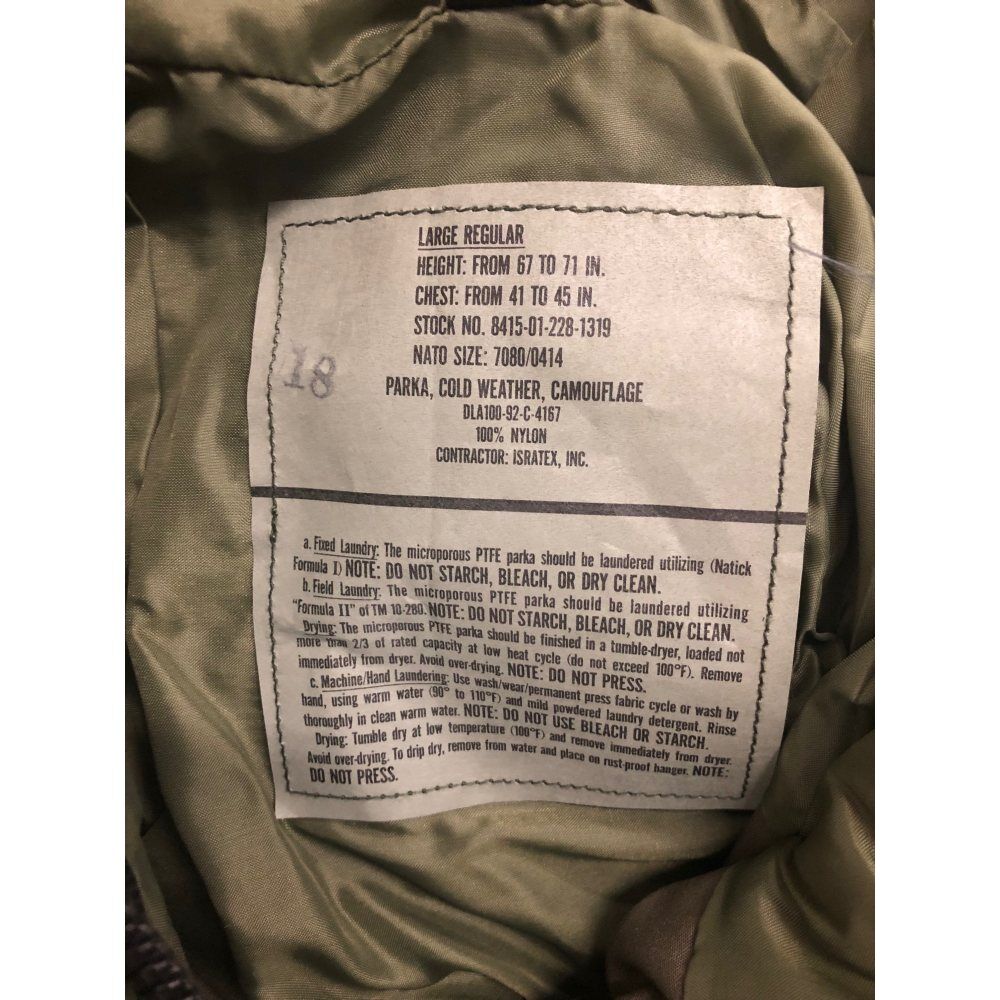 LARGE REGULAR
HEIGHT: FROM 67 TO 71 IN.
CHEST: FROM 41 TO 45 IN.
STOCK NO. 8415-01-228-1319
NATO SIZE: 7080/0414
18
PARKA, COLD WEATHER, CAMOUFLAGE
DLA100-92-C-4167
100% NYLON
CONTRACTOR: ISRATEX, INC.
a. Fixed Laundry: The microporous PTFE parka should be laundered utilizing (Natick
Formula I) NOTE: DO NOT STARCH, BLEACH, OR DRY CLEAN.
b. Field Laundry: The microporous PTFE parka should be laundered utilizing
"Formula II" of TM 10-280. NOTE: DO NOT STARCH, BLEACH, OR DRY CLEAN.
Drying: The microporous PTFE parka should be finished in a tumble-dryer, loaded not
more than 2/3 of rated capacity at low heat cycle (do not exceed 100°F). Remove
immediately from dryer. Avoid over-drying. NOTE: DO NOT PRESS.
c. Machine/Hand Laundering: Use wash/wear/permanent press fabric cycle or wash by
hand, using warm water (90° to 110°F) and mild powdered laundry detergent. Rinse
thoroughly in clean warm water. NOTE: DO NOT USE BLEACH OR STARCH.
Drying: Tumble dry at low temperature (100°F) and remove immediately from dryer.
Avoid over-drying. To drip dry, remove from water and place on rust-proof hanger. NOTE:
DO NOT PRESS.